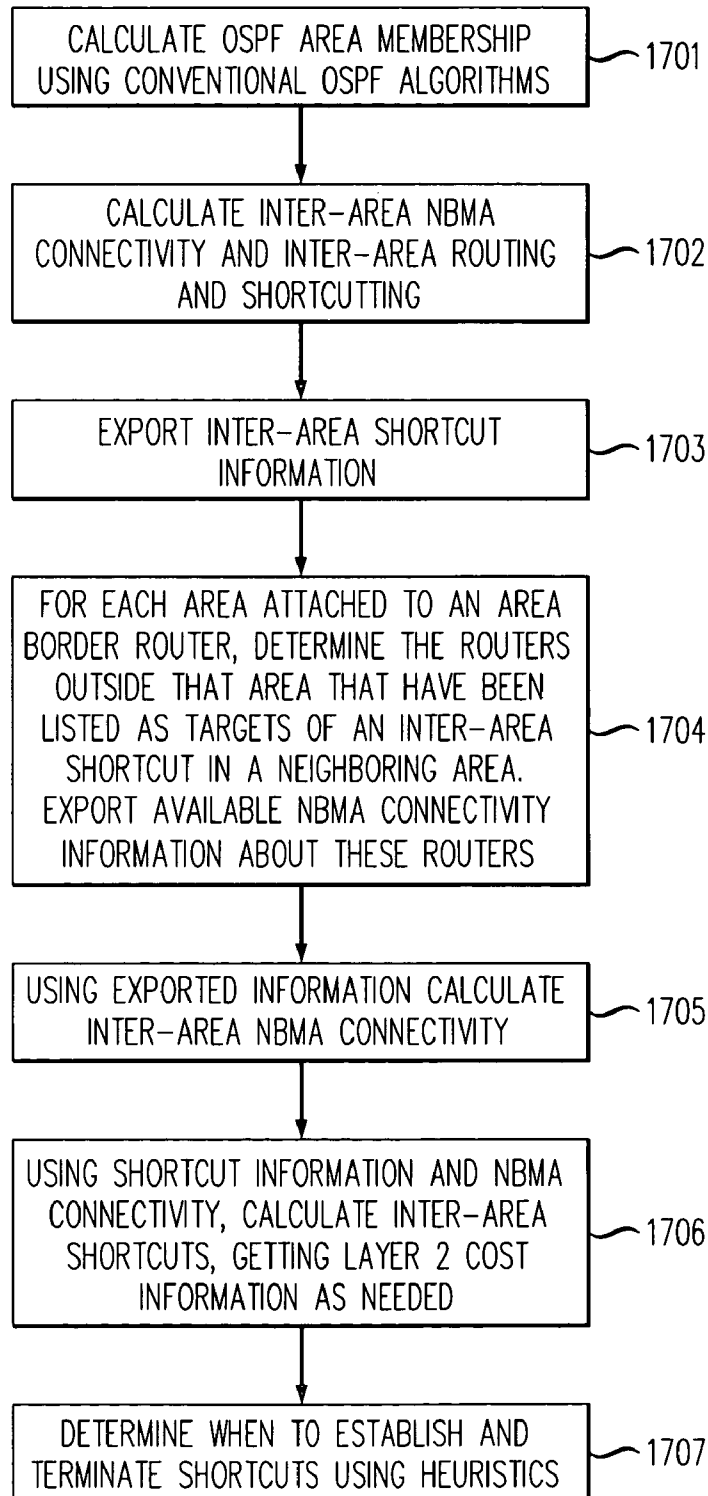 CALCULATE OSPF AREA MEMBERSHIP
USING CONVENTIONAL OSPF ALGORITHMS
1701
CALCULATE INTER-AREA NBMA
CONNECTIVITY AND INTER-AREA ROUTING
AND SHORTCUTTING
1702
EXPORT INTER-AREA SHORTCUT
INFORMATION
1703
FOR EACH AREA ATTACHED TO AN AREA
BORDER ROUTER, DETERMINE THE ROUTERS
OUTSIDE THAT AREA THAT HAVE BEEN
LISTED AS TARGETS OF AN INTER-AREA
SHORTCUT IN A NEIGHBORING AREA.
EXPORT AVAILABLE NBMA CONNECTIVITY
INFORMATION ABOUT THESE ROUTERS
1704
USING EXPORTED INFORMATION CALCULATE
INTER-AREA NBMA CONNECTIVITY
1705
USING SHORTCUT INFORMATION AND NBMA
CONNECTIVITY, CALCULATE INTER-AREA
SHORTCUTS, GETTING LAYER 2 COST
INFORMATION AS NEEDED
1706
DETERMINE WHEN TO ESTABLISH AND
TERMINATE SHORTCUTS USING HEURISTICS
1707